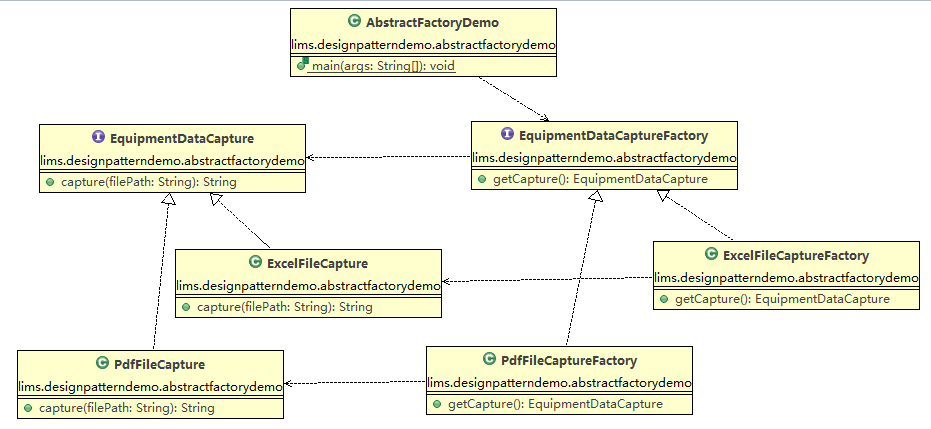 AbstractFactoryDemo
lims.designpatterndemo.abstractfactorydemo
main(args: String[]): void
EquipmentDataCapture
lims.designpatterndemo.abstractfactorydemo
capture(filePath: String): String
EquipmentDataCaptureFactory
lims.designpatterndemo.abstractfactorydemo
getCapture(): EquipmentDataCapture
ExcelFileCapture
lims.designpatterndemo.abstractfactorydemo
capture(filePath: String): String
ExcelFileCaptureFactory
lims.designpatterndemo.abstractfactorydemo
getCapture(): EquipmentDataCapture
PdfFileCapture
lims.designpatterndemo.abstractfactorydemo
capture(filePath: String): String
PdfFileCaptureFactory
lims.designpatterndemo.abstractfactorydemo
getCapture(): EquipmentDataCapture